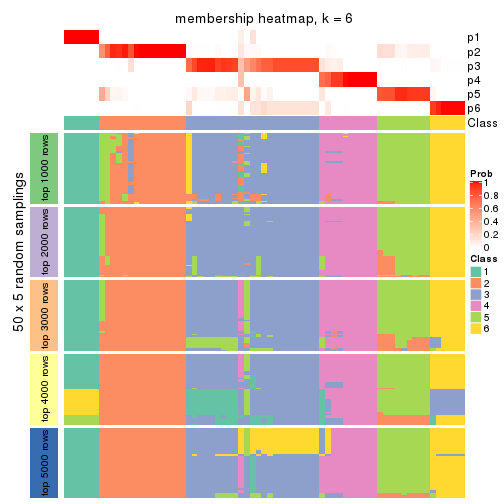 membership heatmap, k = 6
p1
p2
p3
p4
p5
p6
Class
50 x 5 random samplings
top 1000 rows
top 2000 rows
top 3000 rows
top 4000 rows
top 5000 rows
Prob
1
0.8
0.6
0.4
0.2
0
Class
1
2
3
4
5
6